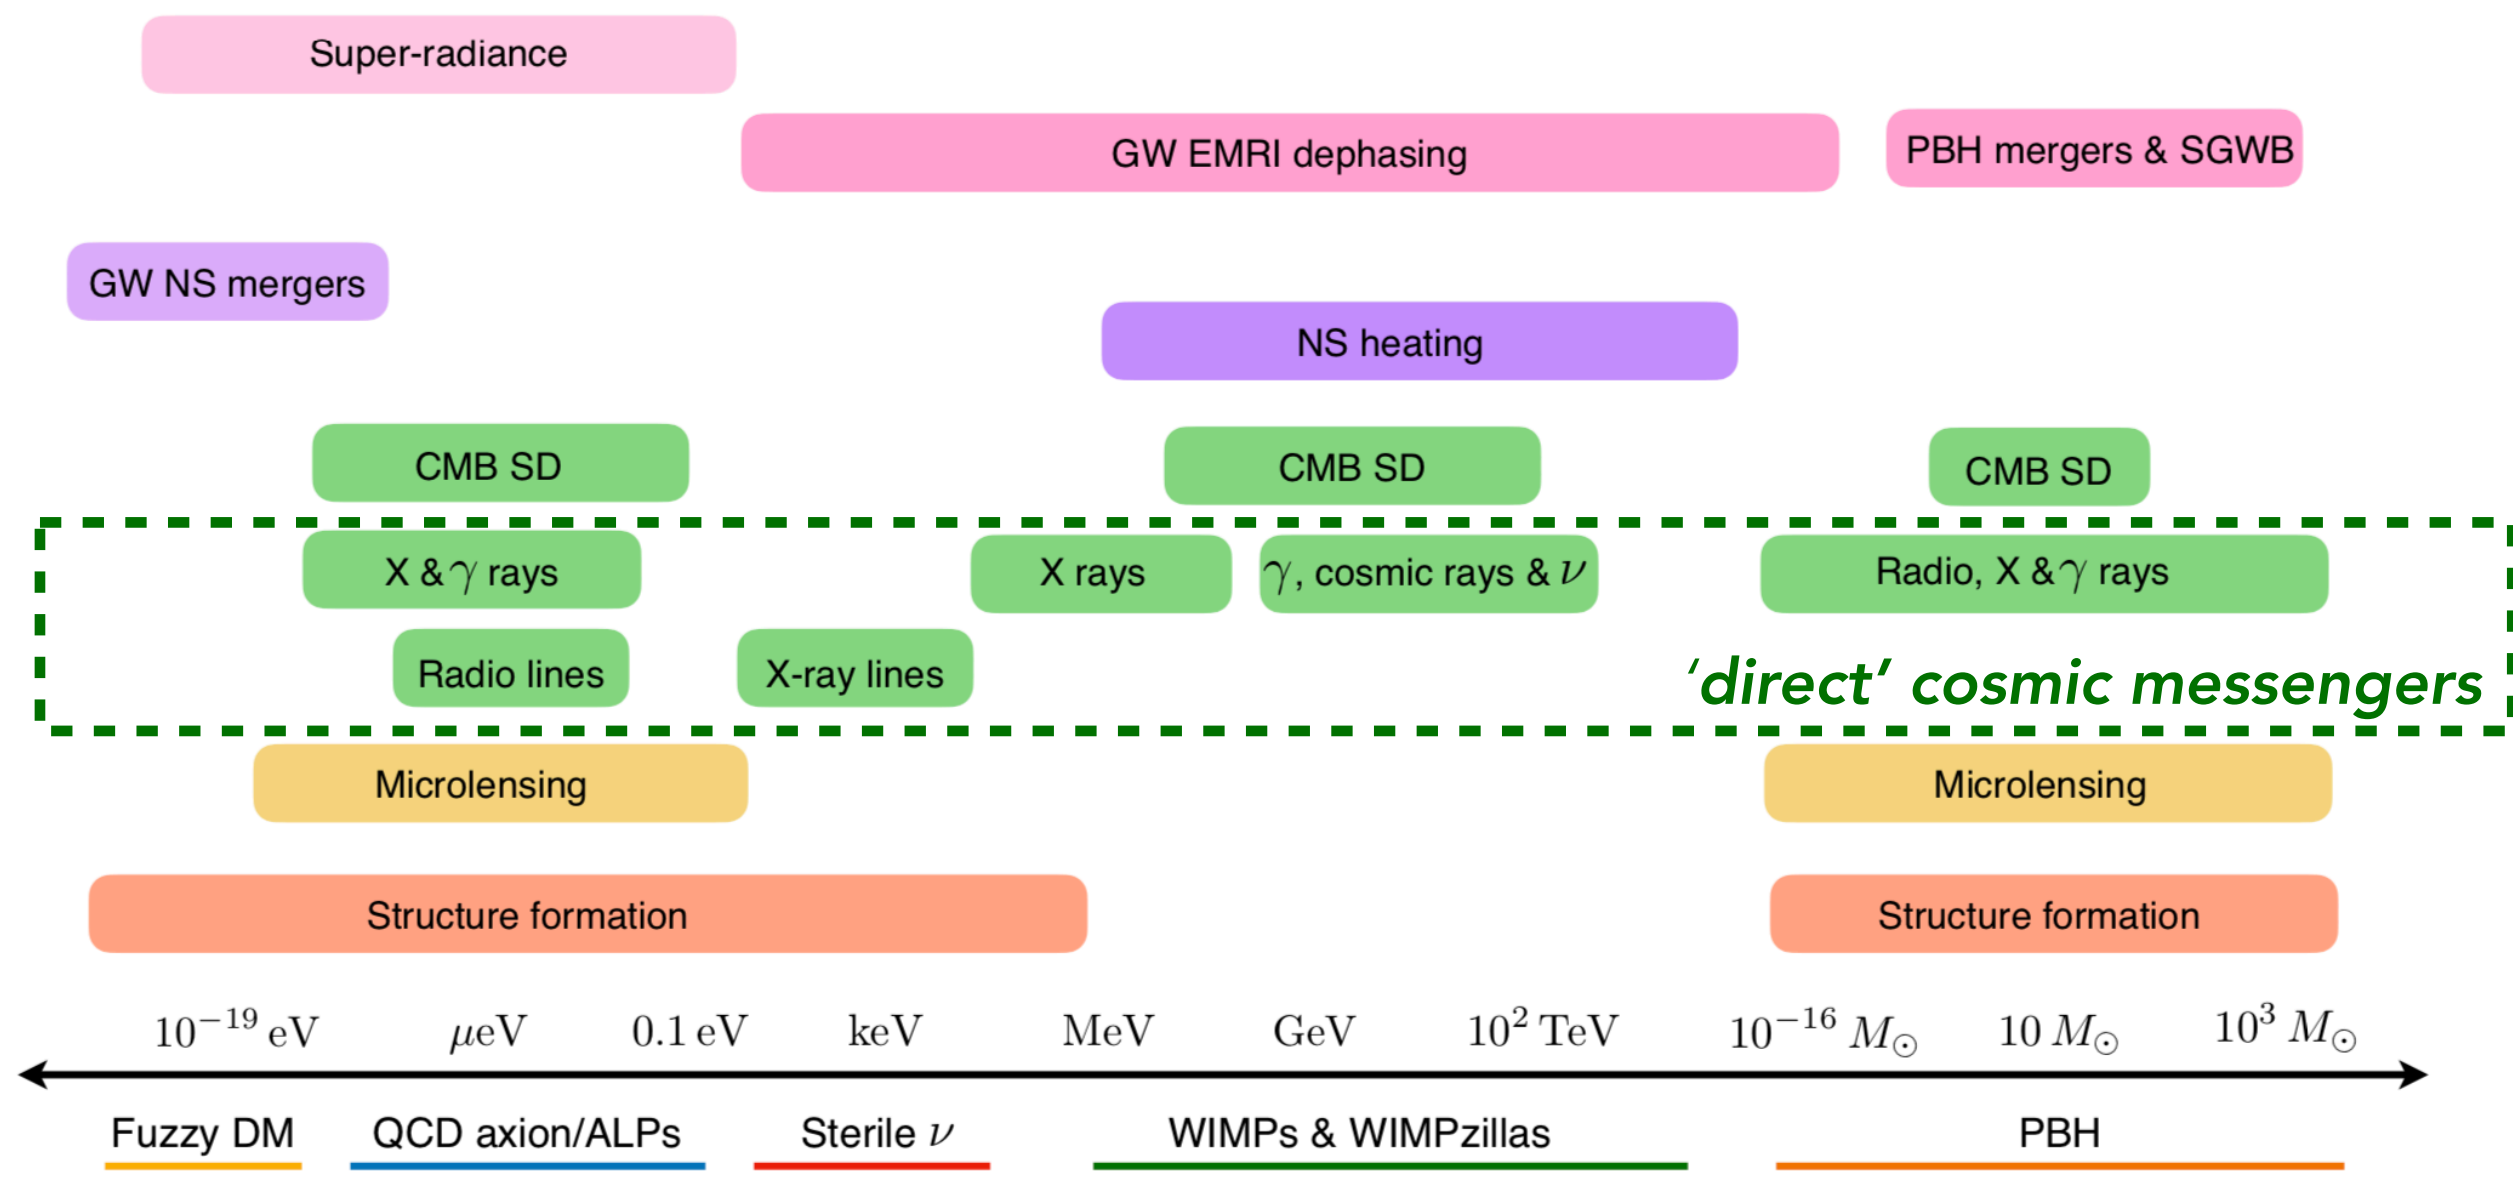 Super-radiance
GW EMRI dephasing
PBH mergers & SGWB
GW NS mergers
NS heating
CMB SD
CMB SD
CMB SD
X & γ rays
X rays
γ, cosmic rays & ν
Radio, X & γ rays
Radio lines
X-ray lines
‘direct’ cosmic messengers
Microlensing
Microlensing
Structure formation
Structure formation
10⁻¹⁹ eV
μeV
0.1 eV
keV
MeV
GeV
10² TeV
10⁻¹⁶ M☉
10 M☉
10³ M☉
Fuzzy DM
QCD axion/ALPs
Sterile ν
WIMPs & WIMPzillas
PBH